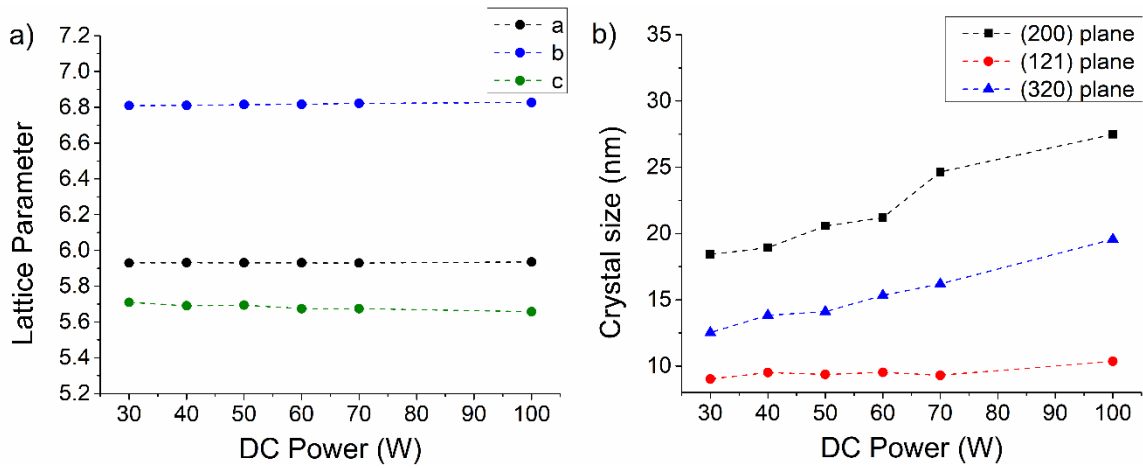 a)
a
b
c
7.2
7.0
6.8
6.6
6.4
6.2
6.0
5.8
5.6
5.4
5.2
Lattice Parameter
30 40 50 60 70 80 90 100
DC Power (W)
b)
(200) plane
(121) plane
(320) plane
35
30
25
20
15
10
Crystal size (nm)
30 40 50 60 70 80 90 100
DC Power (W)